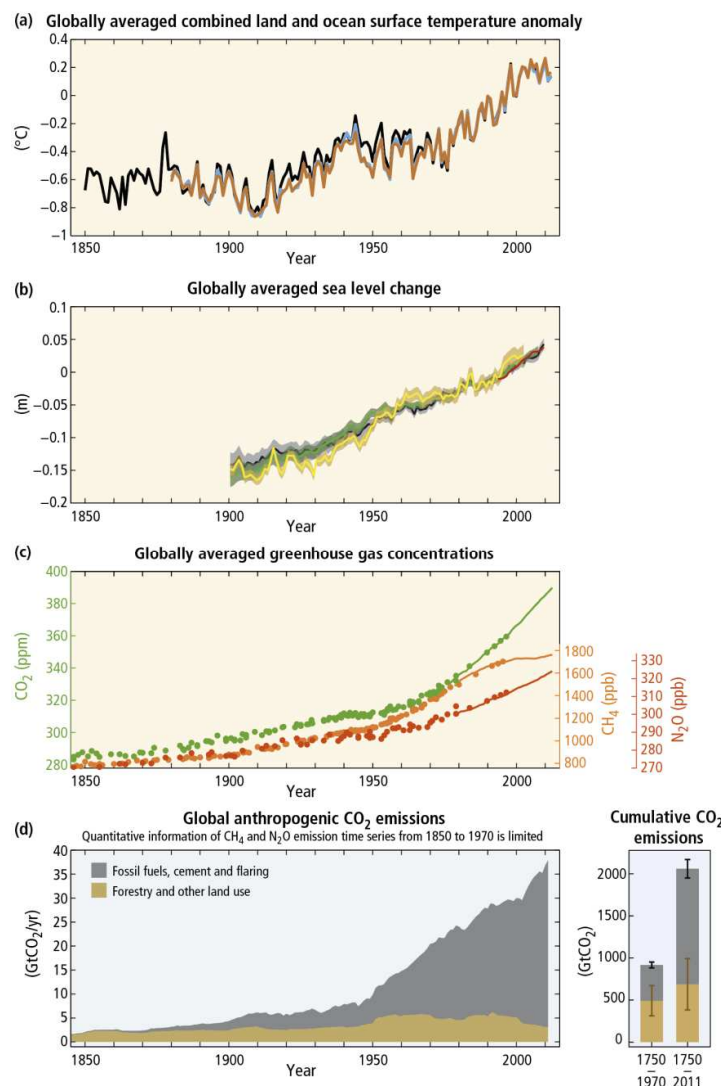 (a) Globally averaged combined land and ocean surface temperature anomaly
0.4
0.2
0
−0.2
−0.4
−0.6
−0.8
−1
(°C)
1850 1900 1950 2000
Year
(b) Globally averaged sea level change
0.1
0.05
0
−0.05
−0.1
−0.15
−0.2
(m)
1850 1900 1950 2000
Year
(c) Globally averaged greenhouse gas concentrations
400
380
360
340
320
300
280
CO2 (ppm)
1800
1600
1400
1200
1000
800
CH4 (ppb)
330
320
310
300
290
280
270
N2O (ppb)
1850 1900 1950 2000
Year
(d) Global anthropogenic CO2 emissions
Quantitative information of CH4 and N2O emission time series from 1850 to 1970 is limited
40
35
30
25
20
15
10
5
0
(GtCO2/yr)
Fossil fuels, cement and flaring
Forestry and other land use
1850 1900 1950 2000
Year
Cumulative CO2
emissions
2000
1500
1000
500
0
(GtCO2)
1750 1750
– –
1970 2011